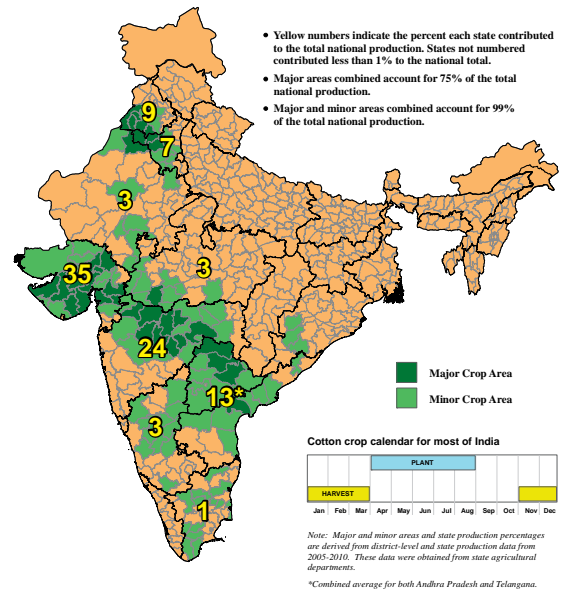 • Yellow numbers indicate the percent each state contributed
to the total national production. States not numbered
contributed less than 1% to the national total.
• Major areas combined account for 75% of the total
national production.
• Major and minor areas combined account for 99%
of the total national production.
9
7
3
35
3
24
13*
3
1
Major Crop Area
Minor Crop Area
Cotton crop calendar for most of India
PLANT
HARVEST
Jan Feb Mar Apr May Jun Jul Aug Sep Oct Nov Dec
Note: Major and minor areas and state production percentages
are derived from district-level and state production data from
2005-2010. These data were obtained from state agricultural
departments.
*Combined average for both Andhra Pradesh and Telangana.